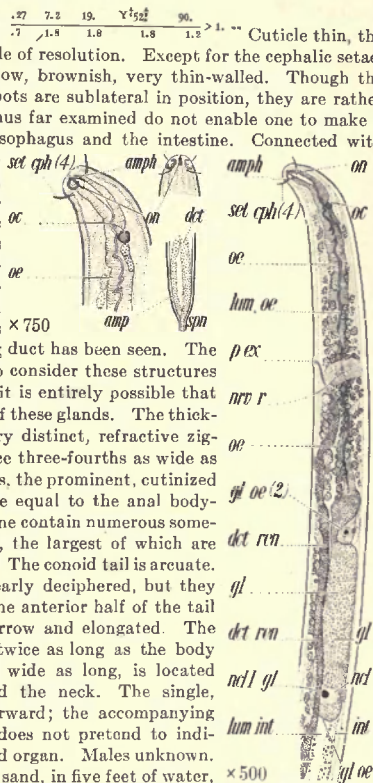 .27 7.2 19. Y‡52‡ 90. > 1.
.7 1.8 1.8 1.8 1.2
Cuticle thin, th
le of resolution. Except for the cephalic setae
ow, brownish, very thin-walled. Though th
ots are sublateral in position, they are rathe
us far examined do not enable one to make
sophagus and the intestine. Connected wit
set cph (4) amph
oc on dct
oe
× 750 amp spn
amph on
set cph (4) oc
oe
lum oe
p ex
nrv r
oe
gl oe (2)
dct ren
gl
dct ren gl
ncl gl ncl
lum int int
× 500 gl oe
duct has been seen. The
o consider these structures
it is entirely possible that
f these glands. The thick-
ry distinct, refractive zig-
ce three-fourths as wide as
s, the prominent, cutinized
e equal to the anal body-
ne contain numerous some-
, the largest of which are
The conoid tail is arcuate.
early deciphered, but they
he anterior half of the tail
rrow and elongated. The
twice as long as the body
wide as long, is located
d the neck. The single,
rward; the accompanying
does not pretend to indi-
d organ. Males unknown.
sand, in five feet of water,